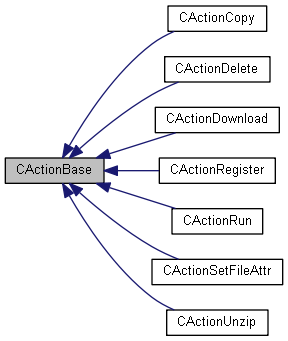 CActionCopy
CActionDelete
CActionDownload
CActionBase
CActionRegister
CActionRun
CActionSetFileAttr
CActionUnzip